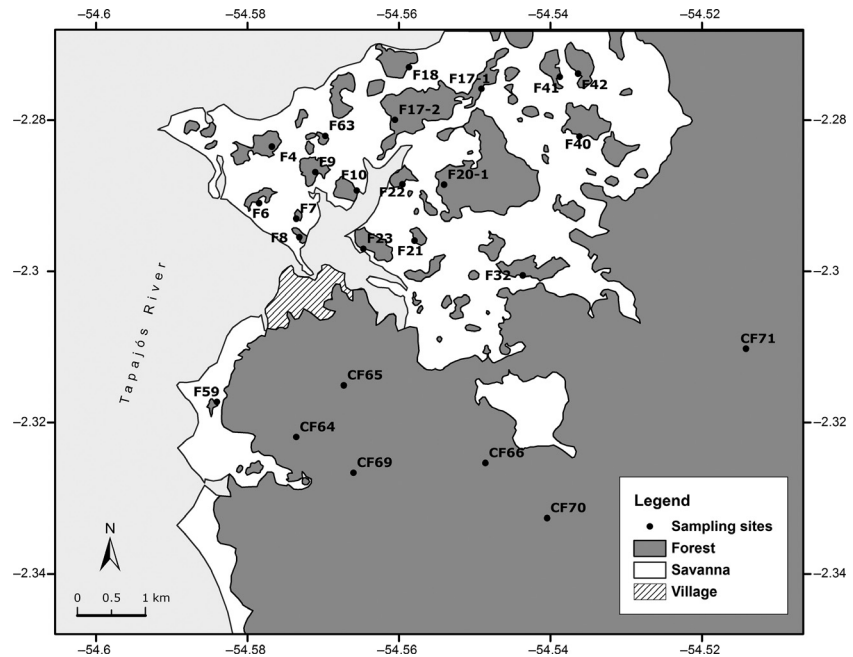 −54.6 −54.58 −54.56 −54.54 −54.52
F18
F17-1
F41
F42
F17-2
−2.28
−2.28
F63
F40
F4
F9
F10
F20-1
F22
F6
F7
F8
F23
F21
−2.3
−2.3
F32
Tapajós River
CF71
CF65
F59
−2.32
−2.32
CF64
CF66
CF69
Legend
CF70
Sampling sites
N
Forest
−2.34
−2.34
Savanna
0 0.5 1 km
Village
−54.6 −54.58 −54.56 −54.54 −54.52